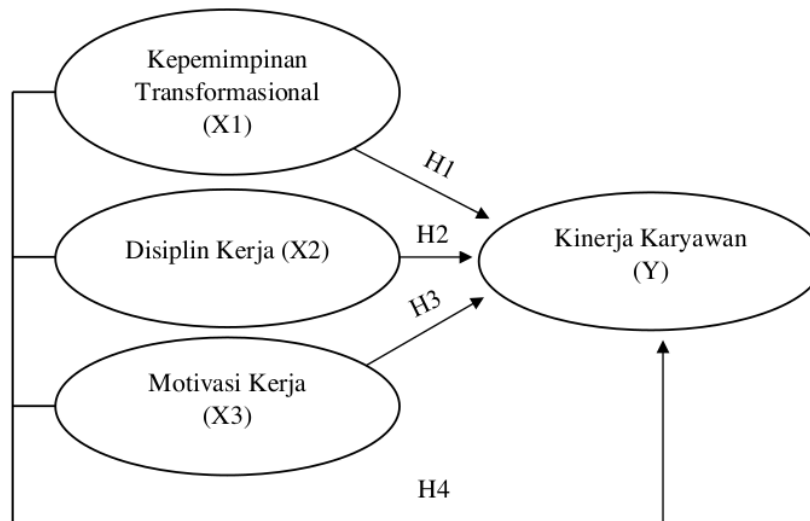 Kepemimpinan
Transformasional
(X1)
H1
Disiplin Kerja (X2)
H2
Kinerja Karyawan
(Y)
H3
Motivasi Kerja
(X3)
H4